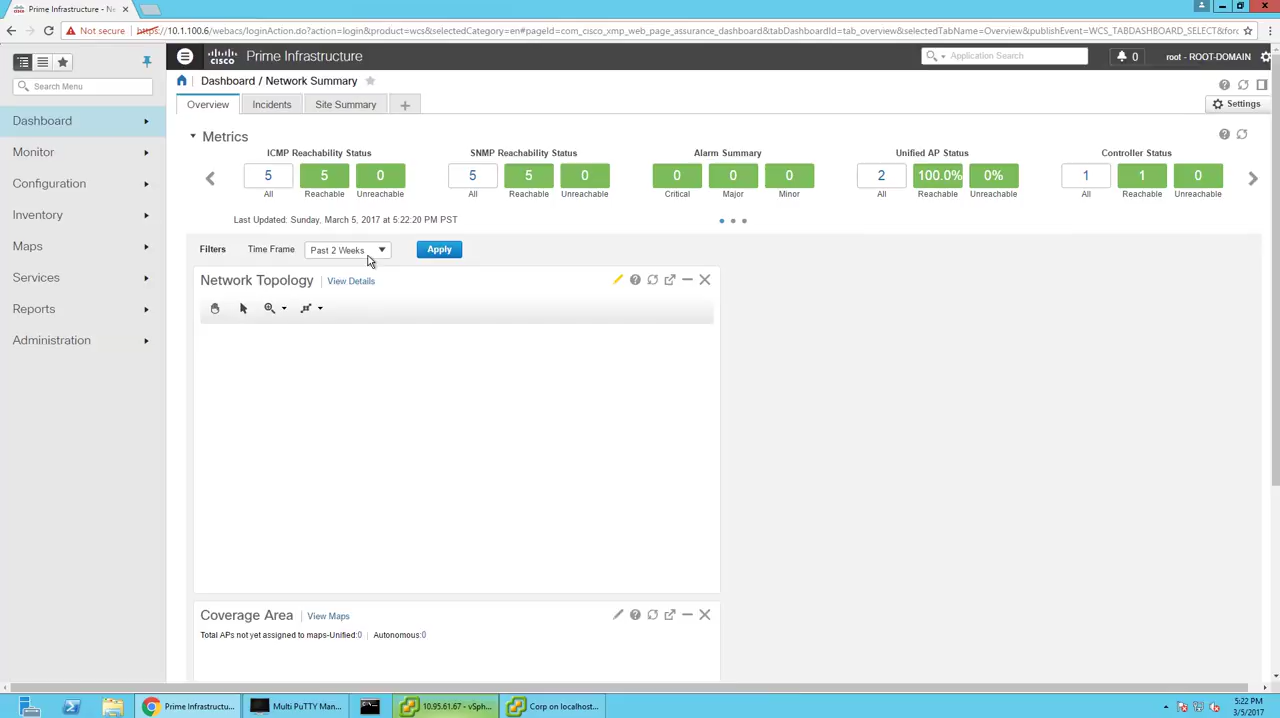 Prime Infrastructure - Ne
Not secure
https://10.1.100.6/webacs/loginAction.do?action=login&product=wcs&selectedCategory=en#pageId=com_cisco_xmp_web_page_assurance_dashboard&tabDashboardId=tab_overview&selectedTabName=Overview&publishEvent=WCS_TABDASHBOARD_SELECT&forc
Search Menu
Dashboard
Monitor
Configuration
Inventory
Maps
Services
Reports
Administration
cisco Prime Infrastructure
Application Search
0
root - ROOT-DOMAIN
Dashboard / Network Summary
Overview Incidents Site Summary
Settings
Metrics
ICMP Reachability Status SNMP Reachability Status Alarm Summary Unified AP Status Controller Status
5 5 0 5 5 0 0 0 0 2 100.0% 0% 1 1 0
All Reachable Unreachable All Reachable Unreachable Critical Major Minor All Reachable Unreachable All Reachable Unreachable
Last Updated: Sunday, March 5, 2017 at 5:22:20 PM PST
Filters Time Frame Past 2 Weeks Apply
Network Topology View Details
Coverage Area View Maps
Total APs not yet assigned to maps-Unified:0 Autonomous:0
Prime Infrastructu...
Multi PuTTY Man...
10.95.61.67 - vSph...
Corp on localhost...
5:22 PM
3/5/2017